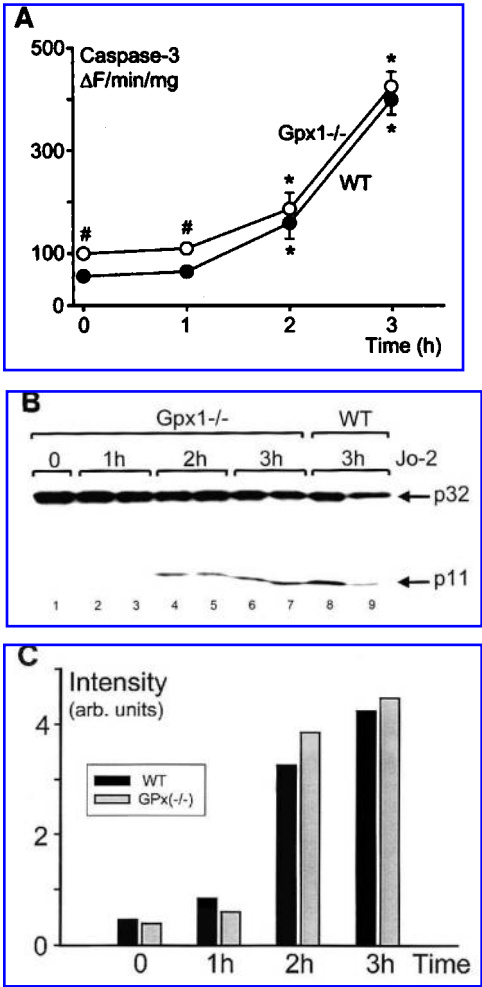 A
500
Caspase-3
ΔF/min/mg
*
Gpx1-/-
*
300
WT
*
#
#
100
*
0
0 1 2 3
Time (h)
B
Gpx1-/- WT
0 1h 2h 3h 3h Jo-2
p32
p11
1 2 3 4 5 6 7 8 9
C
Intensity
(arb. units)
4
WT
GPx(-/-)
2
0
0 1h 2h 3h Time